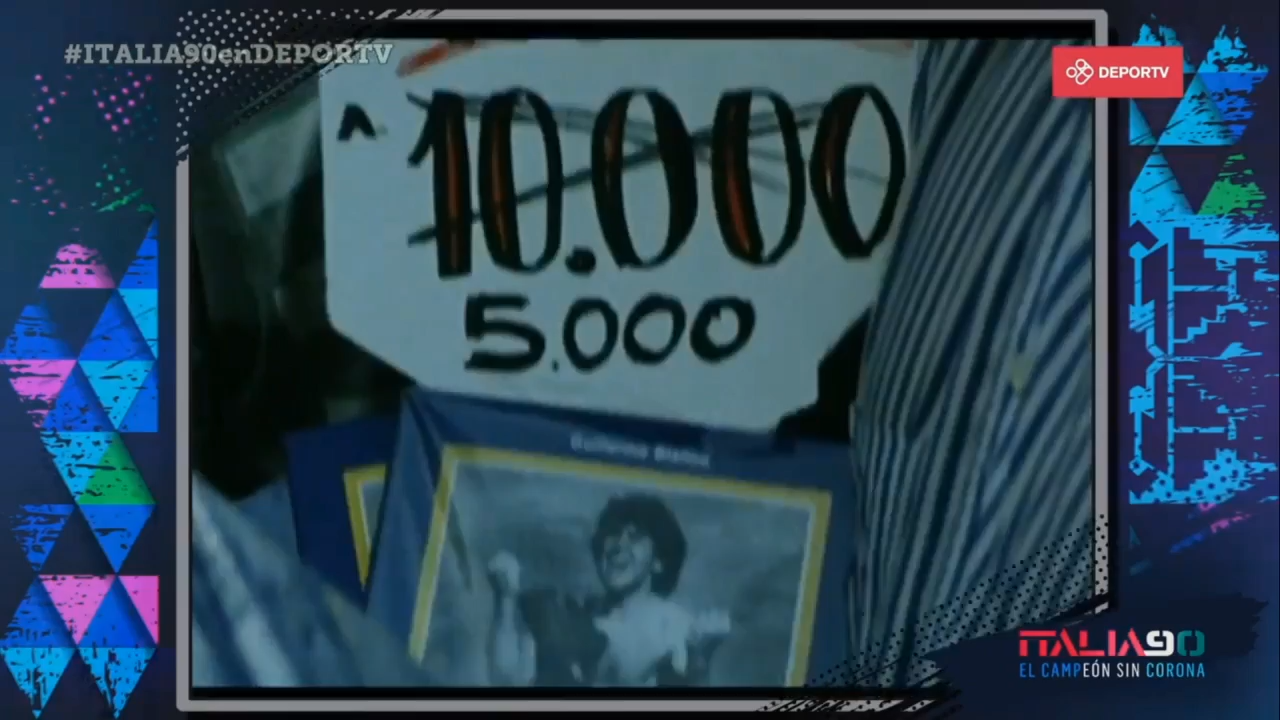 #ITALIA90enDEPORTV
DEPORTV
10.000
5.000
ITALIA90
EL CAMPEÓN SIN CORONA